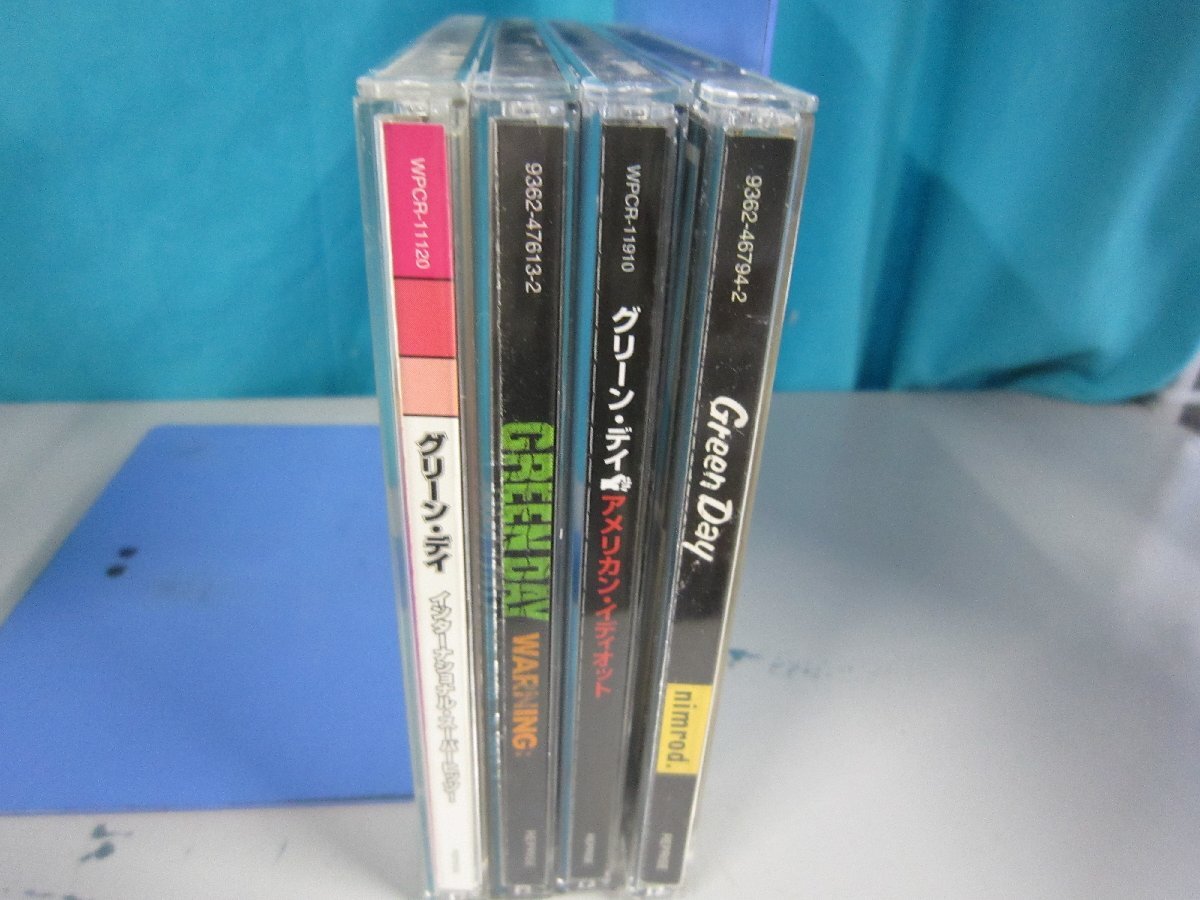 WPCR-11120
グリーン・デイ
インターナショナル・スーパーヒッツ!
9362-47613-2
GREEN DAY
WARNING:
REPRISE
WPCR-11910
グリーン・デイ
アメリカン・イディオット
9362-46794-2
Green Day
nimrod.
REPRISE